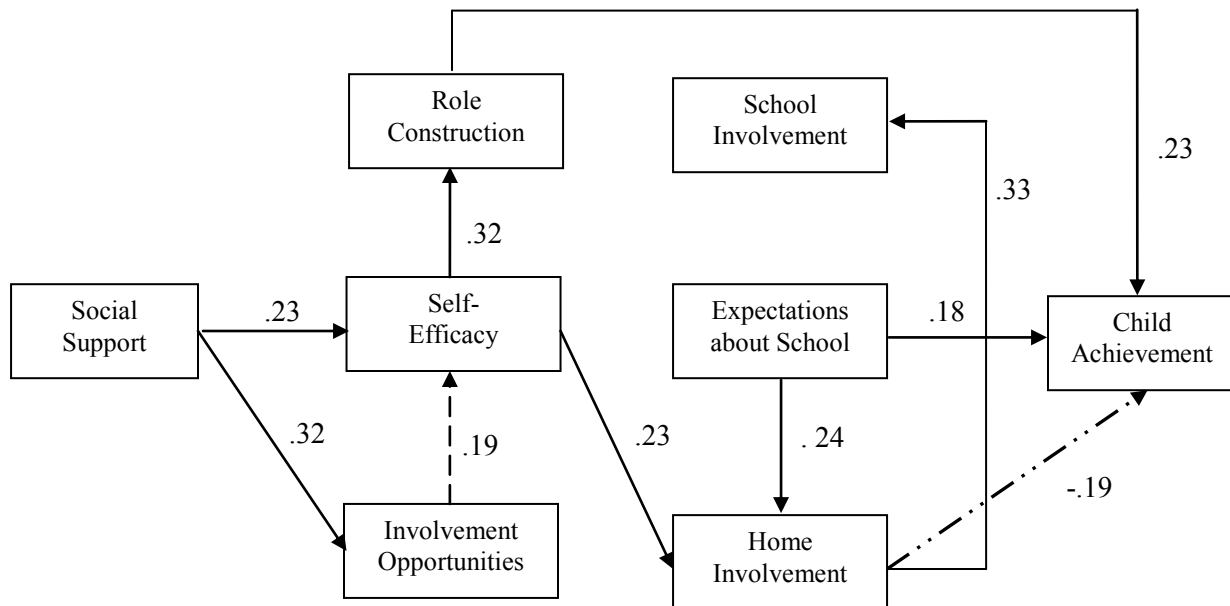 Role
Construction
School
Involvement
.23
.33
.32
Social
Support
.23
Self-
Efficacy
Expectations
about School
.18
Child
Achievement
.32
.19
.23
. 24
-.19
Involvement
Opportunities
Home
Involvement